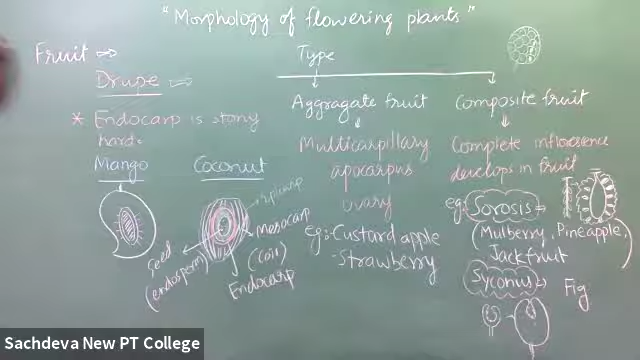 "Morphology of flowering plants"
Fruit ⇒
Drupe ⇒
* Endocarp is stony
hard.
Mango
Coconut
Epicarp
Mesocarp
(coir)
Endocarp
Seed
(endosperm)
Type
Aggragate fruit
Multicarpillary
apocarpus
ovary
eg:- Custard apple
- Strawberry
Composite fruit
Complete inflorescence
develops in fruit
eg: Sorosis
(Mulberry, Pineapple,
Jackfruit
Syconus
Fig
Sachdeva New PT College